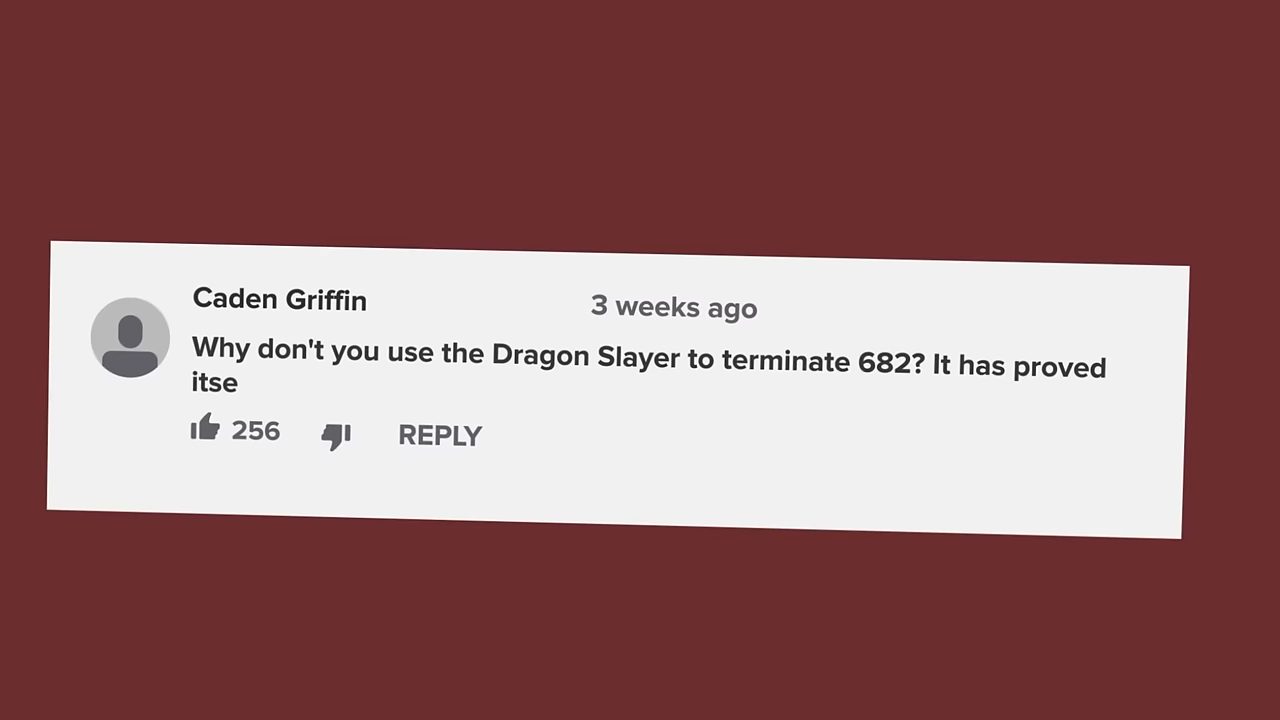 Caden Griffin 3 weeks ago
Why don't you use the Dragon Slayer to terminate 682? It has proved
itse
256 REPLY